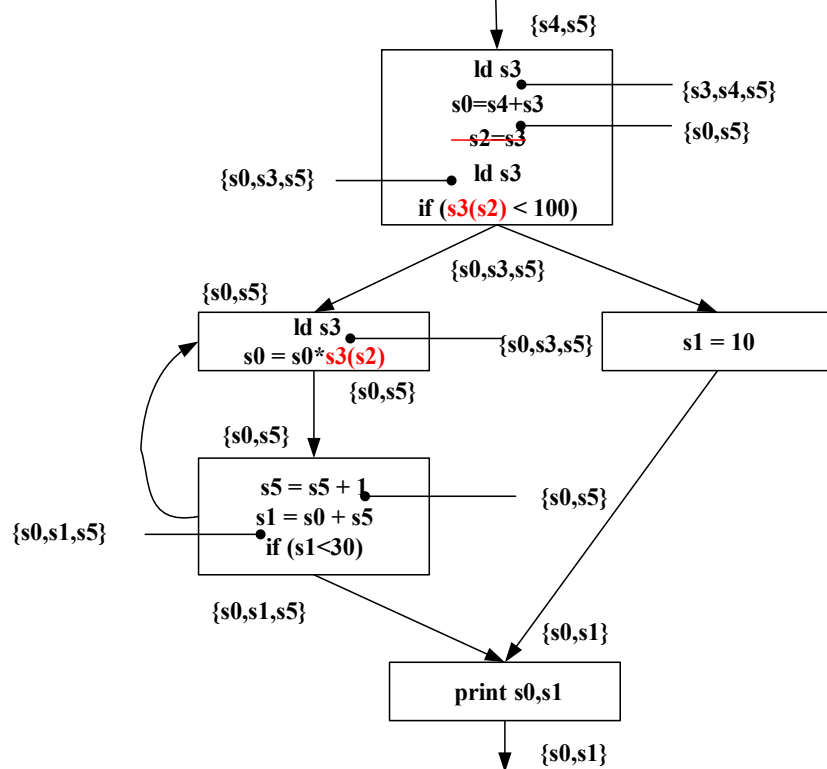 {s4,s5}
ld s3
{s3,s4,s5}
s0=s4+s3
{s0,s5}
s2=s3
ld s3
{s0,s3,s5}
if (s3(s2) < 100)
{s0,s3,s5}
{s0,s5}
ld s3
s0 = s0*s3(s2)
{s0,s3,s5}
s1 = 10
{s0,s5}
{s0,s5}
s5 = s5 + 1
{s0,s5}
s1 = s0 + s5
{s0,s1,s5}
if (s1<30)
{s0,s1,s5}
{s0,s1}
print s0,s1
{s0,s1}